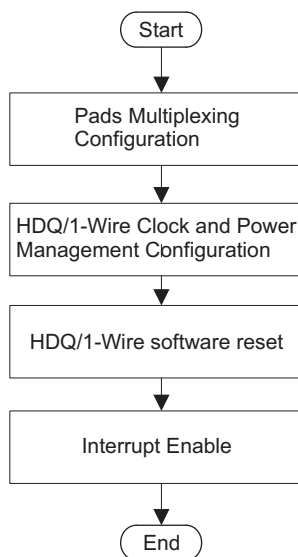 Start
Pads Multiplexing
Configuration
HDQ/1-Wire Clock and Power
Management Configuration
HDQ/1-Wire software reset
Interrupt Enable
End